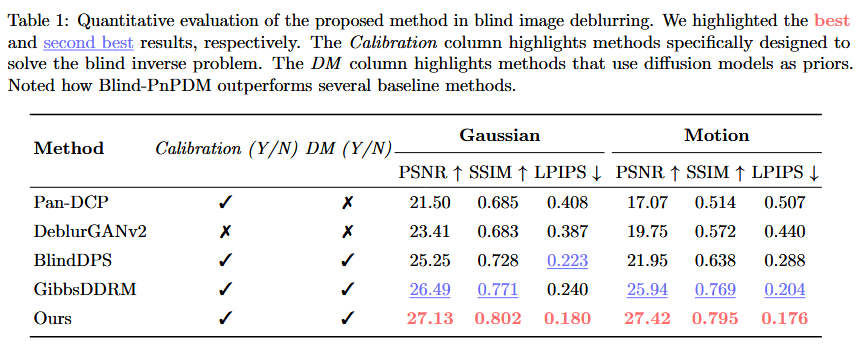 Table 1: Quantitative evaluation of the proposed method in blind image deblurring. We highlighted the best
and second best results, respectively. The Calibration column highlights methods specifically designed to
solve the blind inverse problem. The DM column highlights methods that use diffusion models as priors.
Noted how Blind-PnPDM outperforms several baseline methods.
Method Calibration (Y/N) DM (Y/N) Gaussian Motion
PSNR ↑ SSIM ↑ LPIPS ↓ PSNR ↑ SSIM ↑ LPIPS ↓
Pan-DCP ✓ ✗ 21.50 0.685 0.408 17.07 0.514 0.507
DeblurGANv2 ✗ ✗ 23.41 0.683 0.387 19.75 0.572 0.440
BlindDPS ✓ ✓ 25.25 0.728 0.223 21.95 0.638 0.288
GibbsDDRM ✓ ✓ 26.49 0.771 0.240 25.94 0.769 0.204
Ours ✓ ✓ 27.13 0.802 0.180 27.42 0.795 0.176